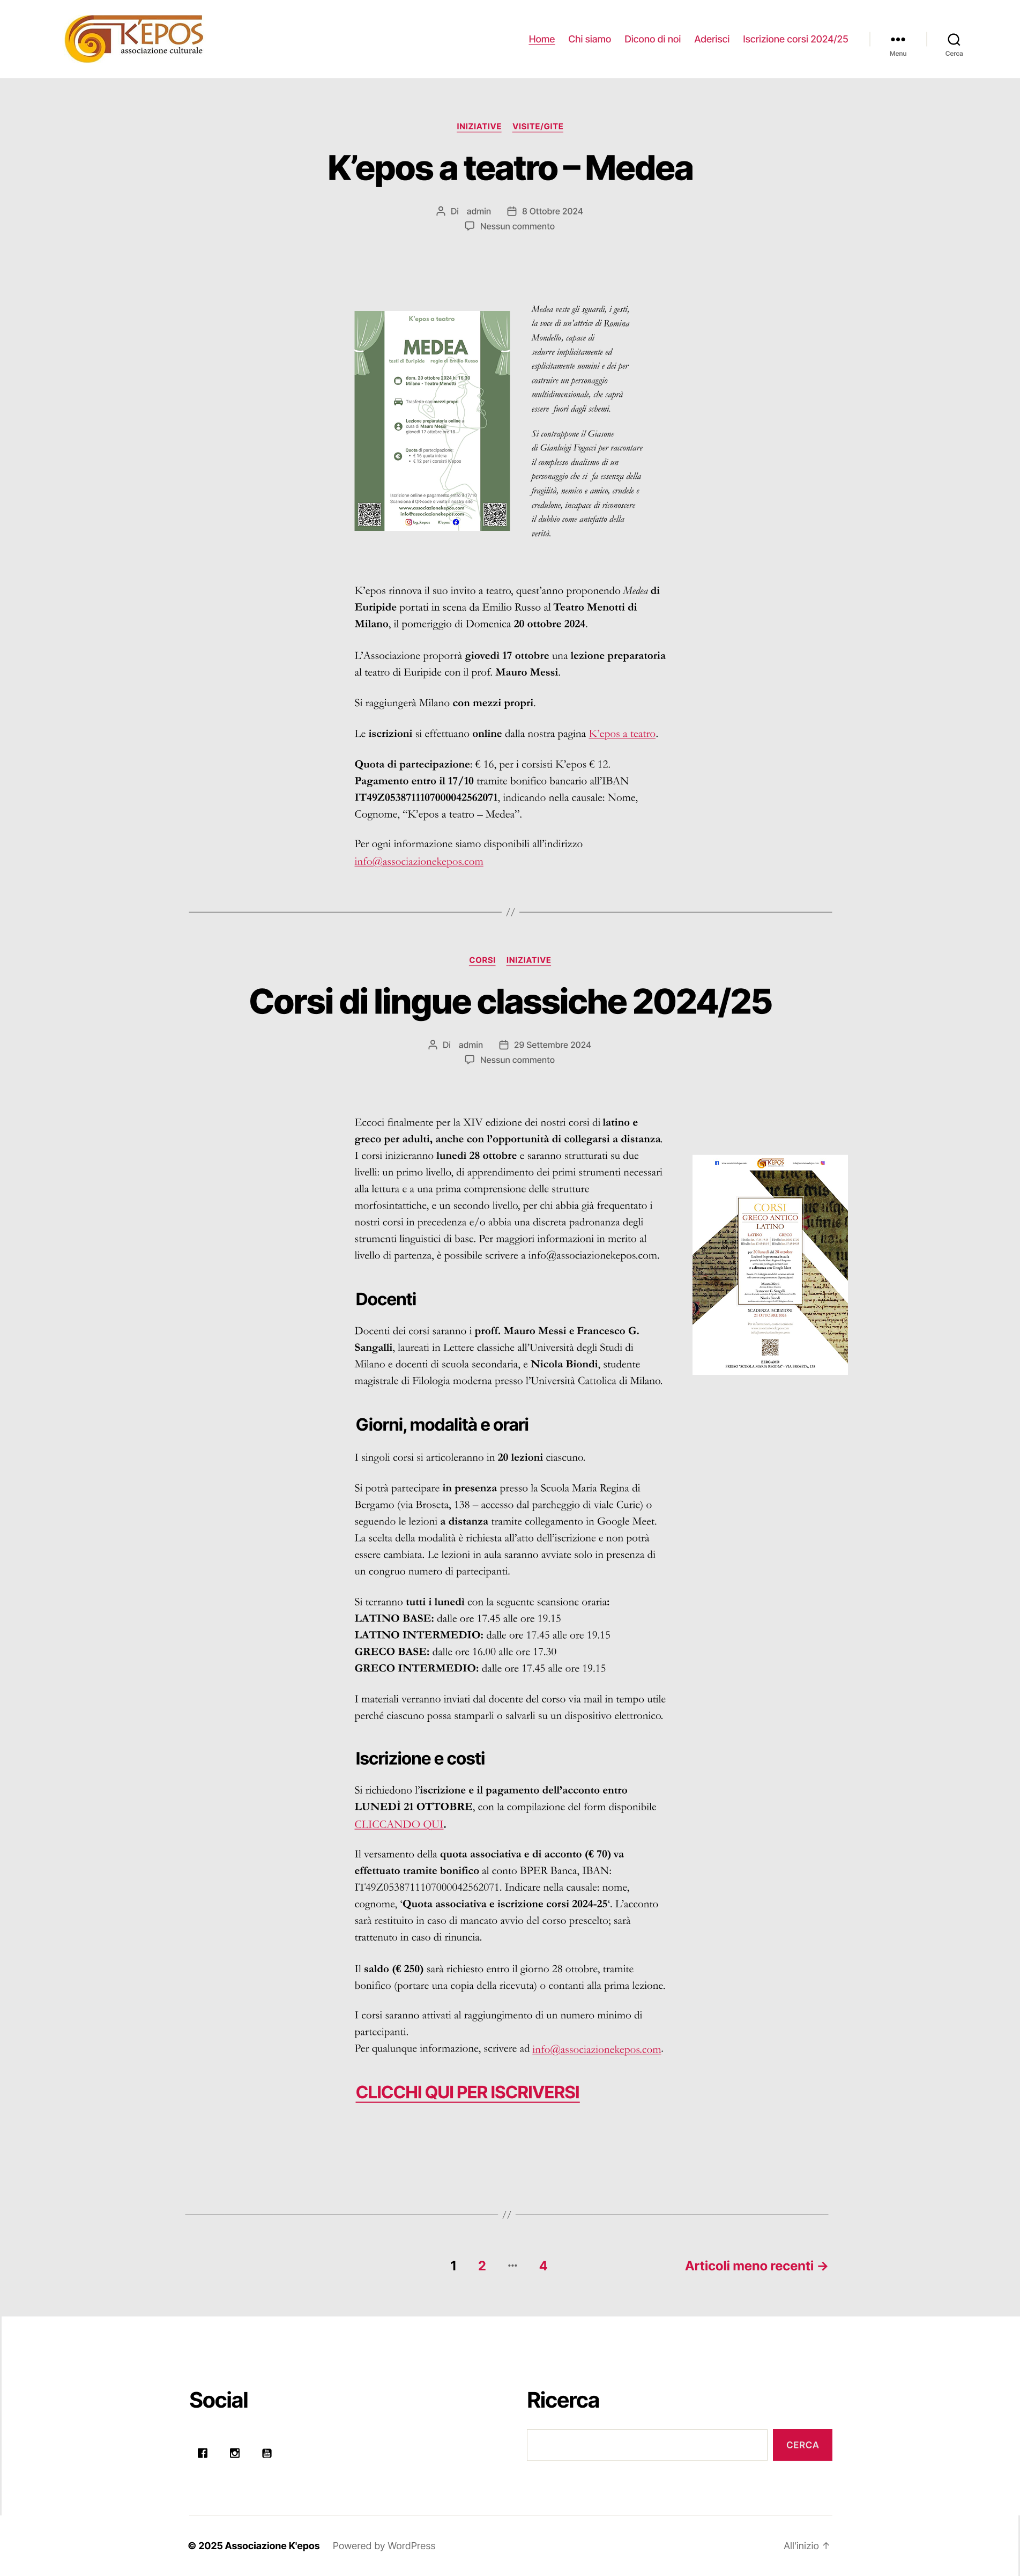 K'EPOS
associazione culturale
Home Chi siamo Dicono di noi Aderisci Iscrizione corsi 2024/25
Menu
Cerca
INIZIATIVE VISITE/GITE
K’epos a teatro – Medea
Di admin 8 Ottobre 2024
Nessun commento
K'epos a teatro
MEDEA
testi di Euripide regia di Emilio Russo
dom. 20 ottobre 2024 h. 16.30
Milano - Teatro Menotti
Trasferta con mezzi propri
Lezione preparatoria online a
cura di Mauro Messi
giovedì 17 ottobre ore 18
Quota di partecipazione:
• € 16 quota intera
• € 12 per i corsisti K'epos
Iscrizione online e pagamento entro il 17/10
Scansiona il QRcode o visita il nostro sito
www.associazionekepos.com
info@associazionekepos.com
bg_kepos K'epos
Medea veste gli sguardi, i gesti,
la voce di un’attrice di Romina
Mondello, capace di
sedurre implicitamente ed
esplicitamente uomini e dei per
costruire un personaggio
multidimensionale, che saprà
essere fuori dagli schemi.
Si contrappone il Giasone
di Gianluigi Fogacci per raccontare
il complesso dualismo di un
personaggio che si fa essenza della
fragilità, nemico e amico, crudele e
credulone, incapace di riconoscere
il dubbio come antefatto della
verità.
K’epos rinnova il suo invito a teatro, quest’anno proponendo Medea di
Euripide portati in scena da Emilio Russo al Teatro Menotti di
Milano, il pomeriggio di Domenica 20 ottobre 2024.
L’Associazione proporrà giovedì 17 ottobre una lezione preparatoria
al teatro di Euripide con il prof. Mauro Messi.
Si raggiungerà Milano con mezzi propri.
Le iscrizioni si effettuano online dalla nostra pagina K’epos a teatro.
Quota di partecipazione: € 16, per i corsisti K’epos € 12.
Pagamento entro il 17/10 tramite bonifico bancario all’IBAN
IT49Z0538711107000042562071, indicando nella causale: Nome,
Cognome, “K’epos a teatro – Medea”.
Per ogni informazione siamo disponibili all’indirizzo
info@associazionekepos.com
CORSI INIZIATIVE
Corsi di lingue classiche 2024/25
Di admin 29 Settembre 2024
Nessun commento
Eccoci finalmente per la XIV edizione dei nostri corsi di latino e
greco per adulti, anche con l’opportunità di collegarsi a distanza.
I corsi inizieranno lunedì 28 ottobre e saranno strutturati su due
livelli: un primo livello, di apprendimento dei primi strumenti necessari
alla lettura e a una prima comprensione delle strutture
morfosintattiche, e un secondo livello, per chi abbia già frequentato i
nostri corsi in precedenza e/o abbia una discreta padronanza degli
strumenti linguistici di base. Per maggiori informazioni in merito al
livello di partenza, è possibile scrivere a info@associazionekepos.com.
K'EPOS
CORSI
GRECO ANTICO
LATINO
LATINO GRECO
Mauro Messi
Francesco G. Sangalli
Nicola Biondi
SCADENZA ISCRIZIONI
21 OTTOBRE 2024
BERGAMO
PRESSO "SCUOLA MARIA REGINA" - VIA BROSETA, 138
Docenti
Docenti dei corsi saranno i proff. Mauro Messi e Francesco G.
Sangalli, laureati in Lettere classiche all’Università degli Studi di
Milano e docenti di scuola secondaria, e Nicola Biondi, studente
magistrale di Filologia moderna presso l’Università Cattolica di Milano.
Giorni, modalità e orari
I singoli corsi si articoleranno in 20 lezioni ciascuno.
Si potrà partecipare in presenza presso la Scuola Maria Regina di
Bergamo (via Broseta, 138 – accesso dal parcheggio di viale Curie) o
seguendo le lezioni a distanza tramite collegamento in Google Meet.
La scelta della modalità è richiesta all’atto dell’iscrizione e non potrà
essere cambiata. Le lezioni in aula saranno avviate solo in presenza di
un congruo numero di partecipanti.
Si terranno tutti i lunedì con la seguente scansione oraria:
LATINO BASE: dalle ore 17.45 alle ore 19.15
LATINO INTERMEDIO: dalle ore 17.45 alle ore 19.15
GRECO BASE: dalle ore 16.00 alle ore 17.30
GRECO INTERMEDIO: dalle ore 17.45 alle ore 19.15
I materiali verranno inviati dal docente del corso via mail in tempo utile
perché ciascuno possa stamparli o salvarli su un dispositivo elettronico.
Iscrizione e costi
Si richiedono l’iscrizione e il pagamento dell’acconto entro
LUNEDÌ 21 OTTOBRE, con la compilazione del form disponibile
CLICCANDO QUI.
Il versamento della quota associativa e di acconto (€ 70) va
effettuato tramite bonifico al conto BPER Banca, IBAN:
IT49Z0538711107000042562071. Indicare nella causale: nome,
cognome, ‘Quota associativa e iscrizione corsi 2024-25‘. L’acconto
sarà restituito in caso di mancato avvio del corso prescelto; sarà
trattenuto in caso di rinuncia.
Il saldo (€ 250) sarà richiesto entro il giorno 28 ottobre, tramite
bonifico (portare una copia della ricevuta) o contanti alla prima lezione.
I corsi saranno attivati al raggiungimento di un numero minimo di
partecipanti.
Per qualunque informazione, scrivere ad info@associazionekepos.com.
CLICCHI QUI PER ISCRIVERSI
1 2 … 4 Articoli meno recenti →
Social
Ricerca
CERCA
© 2025 Associazione K'epos Powered by WordPress All’inizio ↑